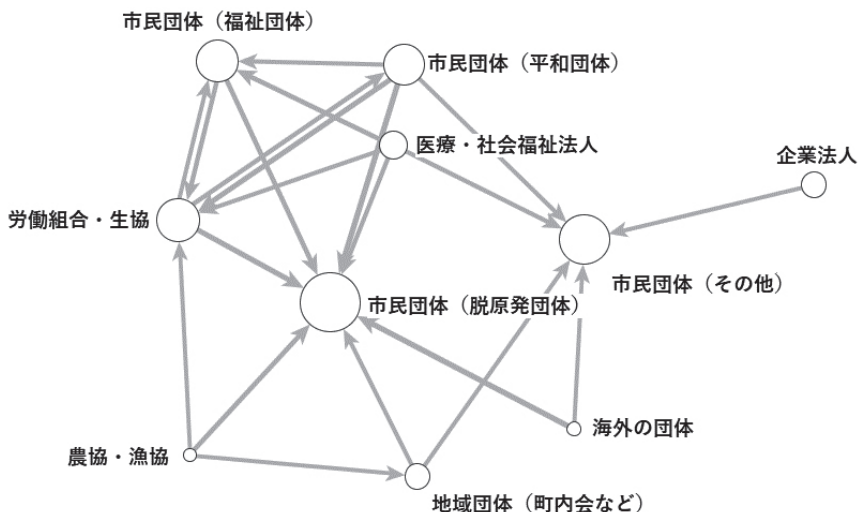 市民団体（福祉団体）
市民団体（平和団体）
医療・社会福祉法人
企業法人
労働組合・生協
市民団体（その他）
市民団体（脱原発団体）
海外の団体
農協・漁協
地域団体（町内会など）